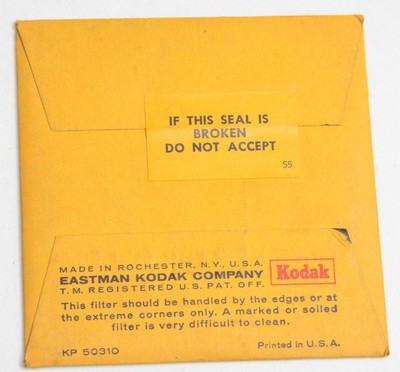 IF THIS SEAL IS
BROKEN
DO NOT ACCEPT
55
MADE IN ROCHESTER, N.Y., U.S.A.
EASTMAN KODAK COMPANY
T.M. REGISTERED U.S. PAT. OFF.
Kodak
This filter should be handled by the edges or at
the extreme corners only. A marked or soiled
filter is very difficult to clean.
KP 50310
Printed in U.S.A.